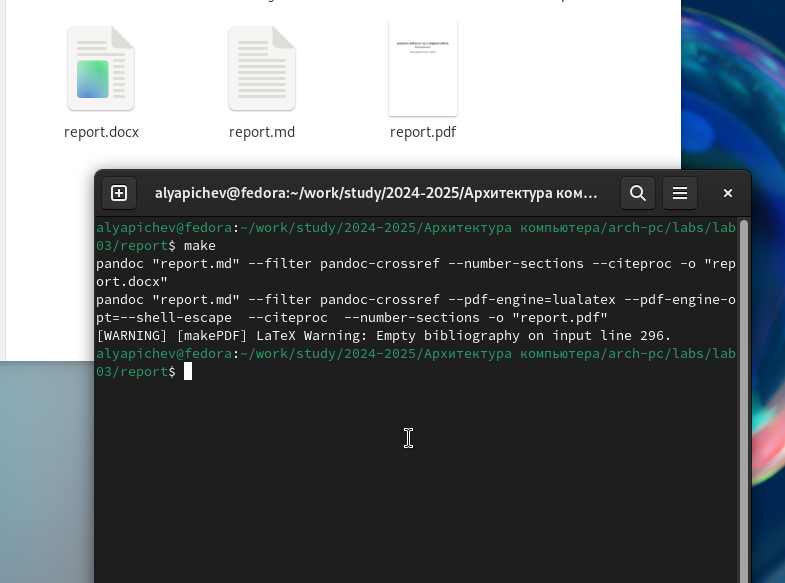 report.docx
report.md
report.pdf
alyapichev@fedora:~/work/study/2024-2025/Архитектура ком...
alyapichev@fedora:~/work/study/2024-2025/Архитектура компьютера/arch-pc/labs/lab
03/report$ make
pandoc "report.md" --filter pandoc-crossref --number-sections --citeproc -o "rep
ort.docx"
pandoc "report.md" --filter pandoc-crossref --pdf-engine=lualatex --pdf-engine-o
pt=--shell-escape  --citeproc  --number-sections -o "report.pdf"
[WARNING] [makePDF] LaTeX Warning: Empty bibliography on input line 296.
alyapichev@fedora:~/work/study/2024-2025/Архитектура компьютера/arch-pc/labs/lab
03/report$